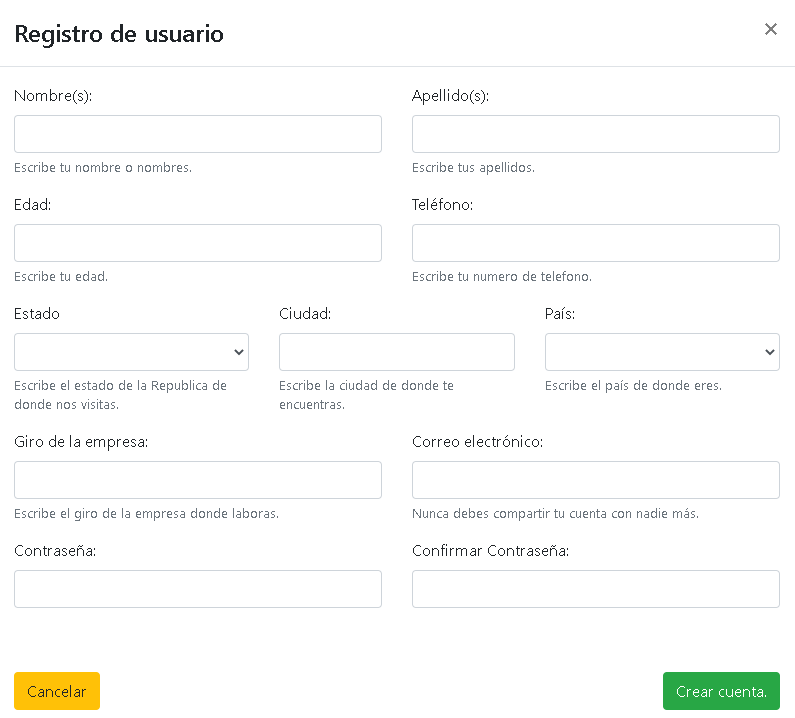 Registro de usuario
×
Nombre(s):
Apellido(s):
Escribe tu nombre o nombres.
Escribe tus apellidos.
Edad:
Teléfono:
Escribe tu edad.
Escribe tu numero de telefono.
Estado
Ciudad:
País:
Escribe el estado de la Republica de
donde nos visitas.
Escribe la ciudad de donde te
encuentras.
Escribe el país de donde eres.
Giro de la empresa:
Correo electrónico:
Escribe el giro de la empresa donde laboras.
Nunca debes compartir tu cuenta con nadie más.
Contraseña:
Confirmar Contraseña:
Cancelar
Crear cuenta.